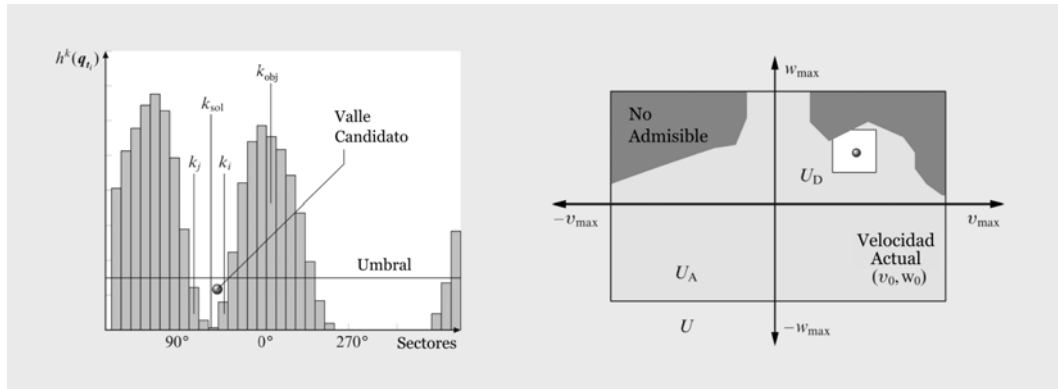 h^k(q_{t_i})
k_obj
k_sol
Valle
Candidato
k_j
k_i
Umbral
90°
0°
270°
Sectores
w_max
No
Admisible
U_D
-v_max
v_max
Velocidad
Actual
(v_0, w_0)
U_A
U
-w_max